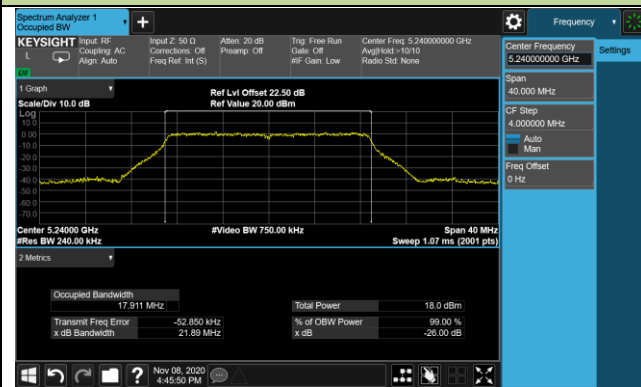 Spectrum Analyzer 1
Occupied BW
Frequency
KEYSIGHT
L
Input: RF
Coupling: AC
Align: Auto
Input Z: 50 Ω
Corrections: Off
Freq Ref: Int (S)
Atten: 20 dB
Preamp: Off
Trig: Free Run
Gate: Off
#IF Gain: Low
Center Freq: 5.240000000 GHz
Avg|Hold:>10/10
Radio Std: None
1 Graph
Scale/Div 10.0 dB
Ref Lvl Offset 22.50 dB
Ref Value 20.00 dBm
Log
10.0
0.00
-10.0
-20.0
-30.0
-40.0
-50.0
-60.0
-70.0
Center 5.24000 GHz
#Res BW 240.00 kHz
#Video BW 750.00 kHz
Span 40 MHz
Sweep 1.07 ms (2001 pts)
2 Metrics
Occupied Bandwidth
17.911 MHz
Total Power 18.0 dBm
Transmit Freq Error -52.850 kHz
% of OBW Power 99.00 %
x dB Bandwidth 21.89 MHz
x dB -26.00 dB
Nov 08, 2020
4:45:50 PM
Center Frequency
5.240000000 GHz
Settings
Span
40.000 MHz
CF Step
4.000000 MHz
Auto
Man
Freq Offset
0 Hz